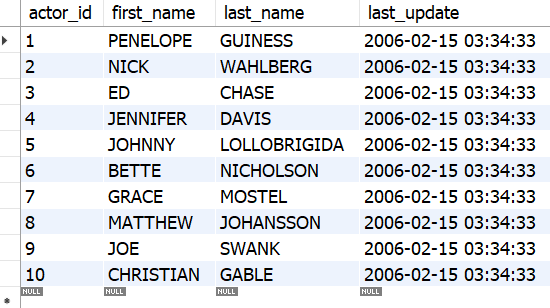 actor_id first_name last_name last_update
1 PENELOPE GUINESS 2006-02-15 03:34:33
2 NICK WAHLBERG 2006-02-15 03:34:33
3 ED CHASE 2006-02-15 03:34:33
4 JENNIFER DAVIS 2006-02-15 03:34:33
5 JOHNNY LOLLOBRIGIDA 2006-02-15 03:34:33
6 BETTE NICHOLSON 2006-02-15 03:34:33
7 GRACE MOSTEL 2006-02-15 03:34:33
8 MATTHEW JOHANSSON 2006-02-15 03:34:33
9 JOE SWANK 2006-02-15 03:34:33
10 CHRISTIAN GABLE 2006-02-15 03:34:33
NULL NULL NULL NULL